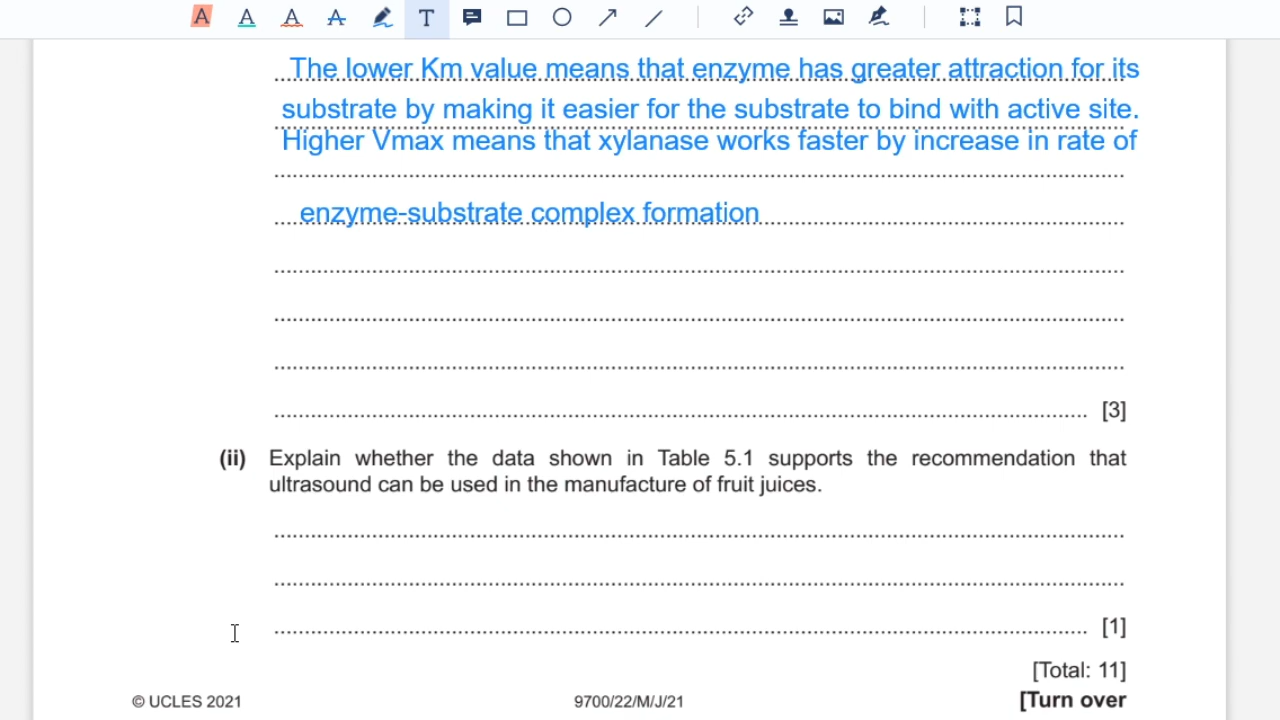 The lower Km value means that enzyme has greater attraction for its
substrate by making it easier for the substrate to bind with active site.
Higher Vmax means that xylanase works faster by increase in rate of
enzyme-substrate complex formation
[3]
(ii) Explain whether the data shown in Table 5.1 supports the recommendation that
ultrasound can be used in the manufacture of fruit juices.
[1]
[Total: 11]
© UCLES 2021 9700/22/M/J/21 [Turn over